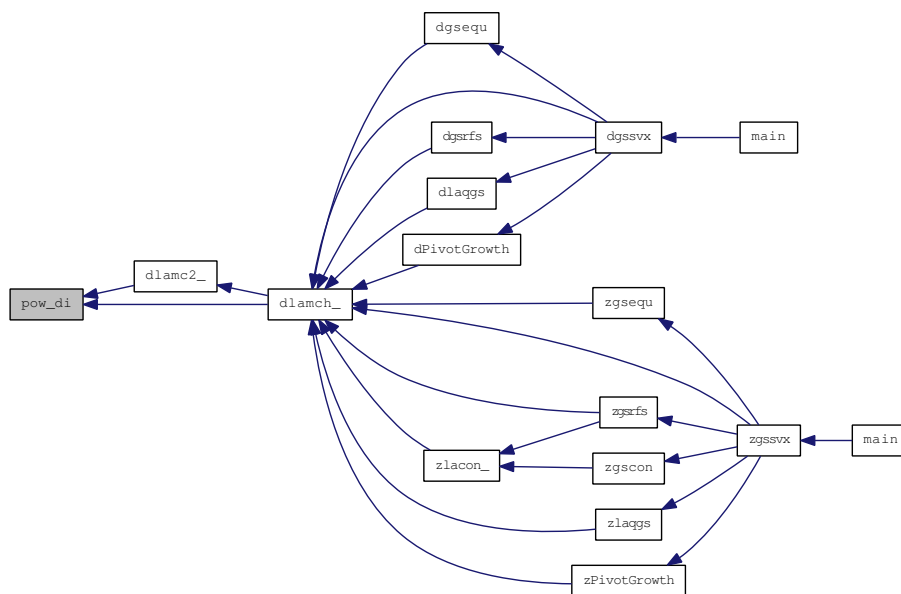 dgsequ
dgsrfs
dgssvx
main
dlaqgs
dPivotGrowth
dlamc2_
pow_di
dlamch_
zgsequ
zgsrfs
zgssvx
main
zlacon_
zgscon
zlaqgs
zPivotGrowth